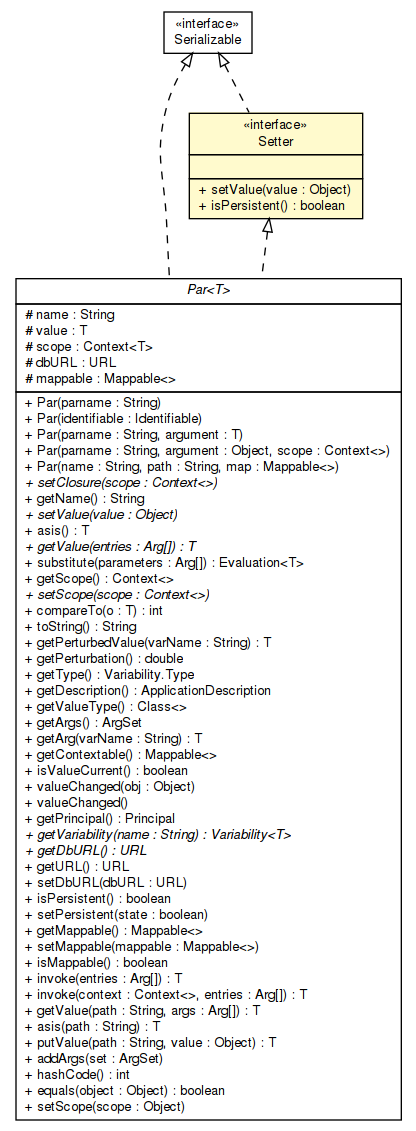 «interface»
Serializable
«interface»
Setter
+ setValue(value : Object)
+ isPersistent() : boolean
Par<T>
# name : String
# value : T
# scope : Context<T>
# dbURL : URL
# mappable : Mappable<>
+ Par(parname : String)
+ Par(identifiable : Identifiable)
+ Par(parname : String, argument : T)
+ Par(parname : String, argument : Object, scope : Context<>)
+ Par(name : String, path : String, map : Mappable<>)
+ setClosure(scope : Context<>)
+ getName() : String
+ setValue(value : Object)
+ asis() : T
+ getValue(entries : Arg[]) : T
+ substitute(parameters : Arg[]) : Evaluation<T>
+ getScope() : Context<>
+ setScope(scope : Context<>)
+ compareTo(o : T) : int
+ toString() : String
+ getPerturbedValue(varName : String) : T
+ getPerturbation() : double
+ getType() : Variability.Type
+ getDescription() : ApplicationDescription
+ getValueType() : Class<>
+ getArgs() : ArgSet
+ getArg(varName : String) : T
+ getContextable() : Mappable<>
+ isValueCurrent() : boolean
+ valueChanged(obj : Object)
+ valueChanged()
+ getPrincipal() : Principal
+ getVariability(name : String) : Variability<T>
+ getDbURL() : URL
+ getURL() : URL
+ setDbURL(dbURL : URL)
+ isPersistent() : boolean
+ setPersistent(state : boolean)
+ getMappable() : Mappable<>
+ setMappable(mappable : Mappable<>)
+ isMappable() : boolean
+ invoke(entries : Arg[]) : T
+ invoke(context : Context<>, entries : Arg[]) : T
+ getValue(path : String, args : Arg[]) : T
+ asis(path : String) : T
+ putValue(path : String, value : Object) : T
+ addArgs(set : ArgSet)
+ hashCode() : int
+ equals(object : Object) : boolean
+ setScope(scope : Object)